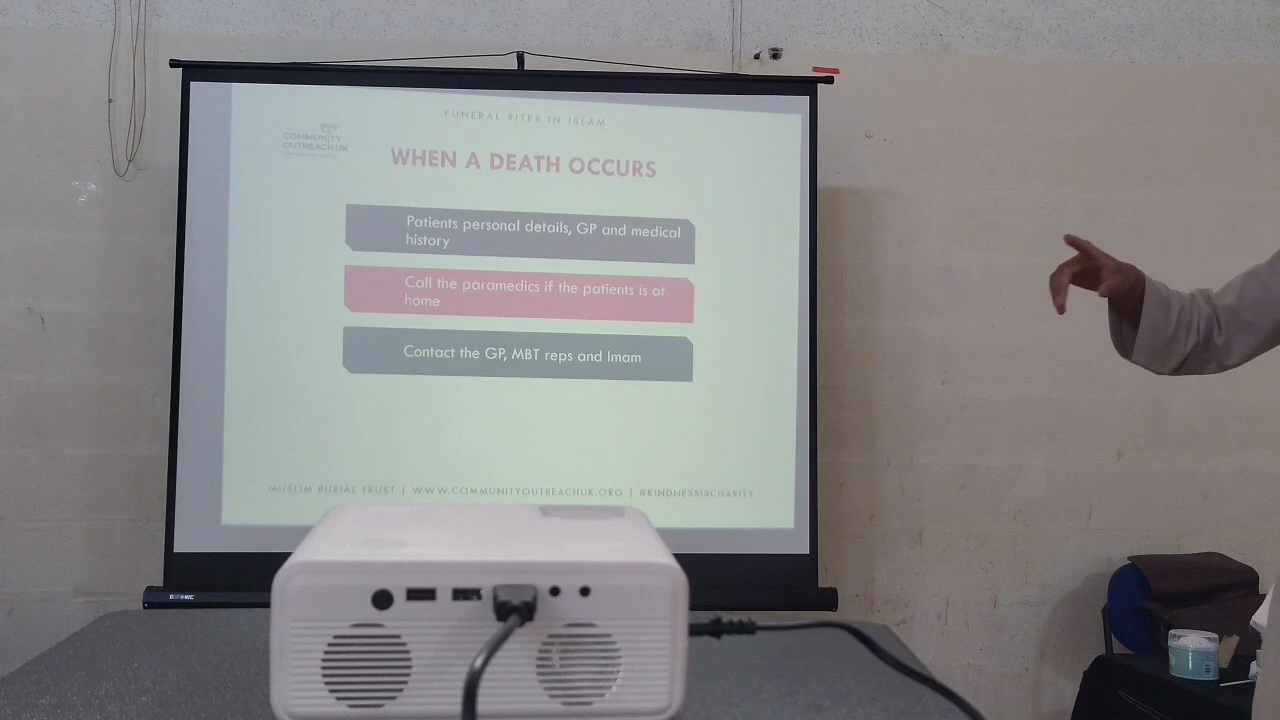 FUNERAL RITES IN ISLAM
COMMUNITY
OUTREACH UK
WHEN A DEATH OCCURS
Patients personal details, GP and medical
history
Call the paramedics if the patients is at
home
Contact the GP, MBT reps and Imam
MUSLIM BURIAL TRUST | WWW.COMMUNITYOUTREACHUK.ORG | #KINDNESSISCHARITY